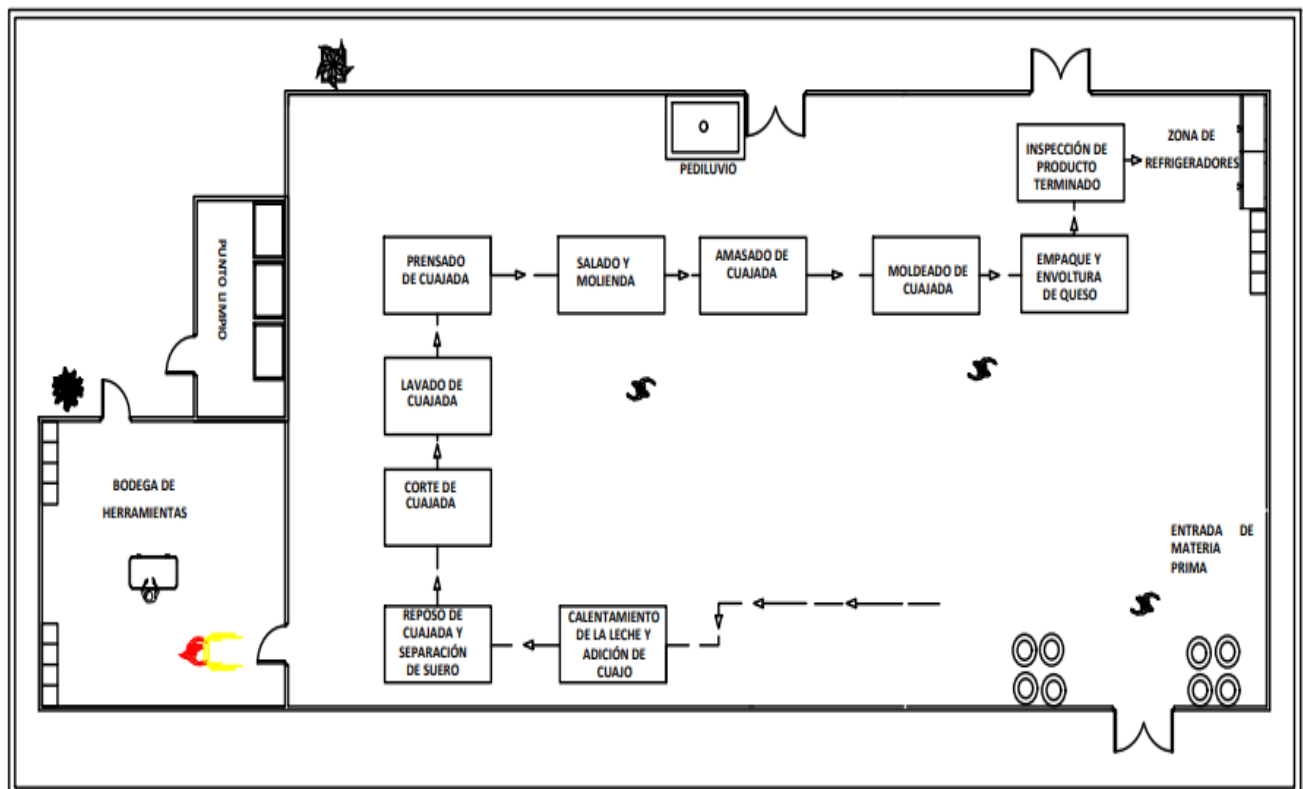 PEDILUVIO
INSPECCIÓN DE
PRODUCTO
TERMINADO
ZONA DE
REFRIGERADORES
PUNTO LIMPIO
PRENSADO
DE CUAJADA
SALADO Y
MOLIENDA
AMASADO DE
CUAJADA
MOLDEADO DE
CUAJADA
EMPAQUE Y
ENVOLTURA
DE QUESO
LAVADO DE
CUAJADA
CORTE DE
CUAJADA
BODEGA DE
HERRAMIENTAS
ENTRADA DE
MATERIA
PRIMA
REPOSO DE
CUAJADA Y
SEPARACIÓN
DE SUERO
CALENTAMIENTO
DE LA LECHE Y
ADICIÓN DE
CUAJO